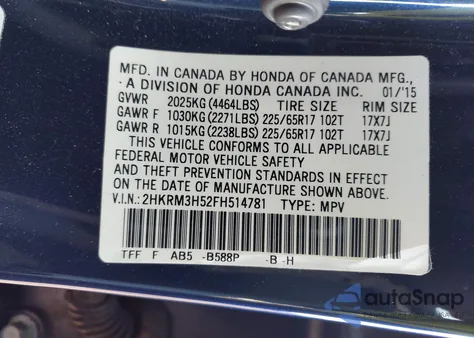 MFD. IN CANADA BY HONDA OF CANADA MFG.,
A DIVISION OF HONDA CANADA INC. 01/'15
GVWR 2025KG (4464LBS) TIRE SIZE RIM SIZE
GAWR F 1030KG (2271LBS) 225/65R17 102T 17X7J
GAWR R 1015KG (2238LBS) 225/65R17 102T 17X7J
THIS VEHICLE CONFORMS TO ALL APPLICABLE
FEDERAL MOTOR VEHICLE SAFETY
AND THEFT PREVENTION STANDARDS IN EFFECT
ON THE DATE OF MANUFACTURE SHOWN ABOVE.
V.I.N.: 2HKRM3H52FH514781 TYPE: MPV
TFF F AB5 -B588P -B -H
autoSnap